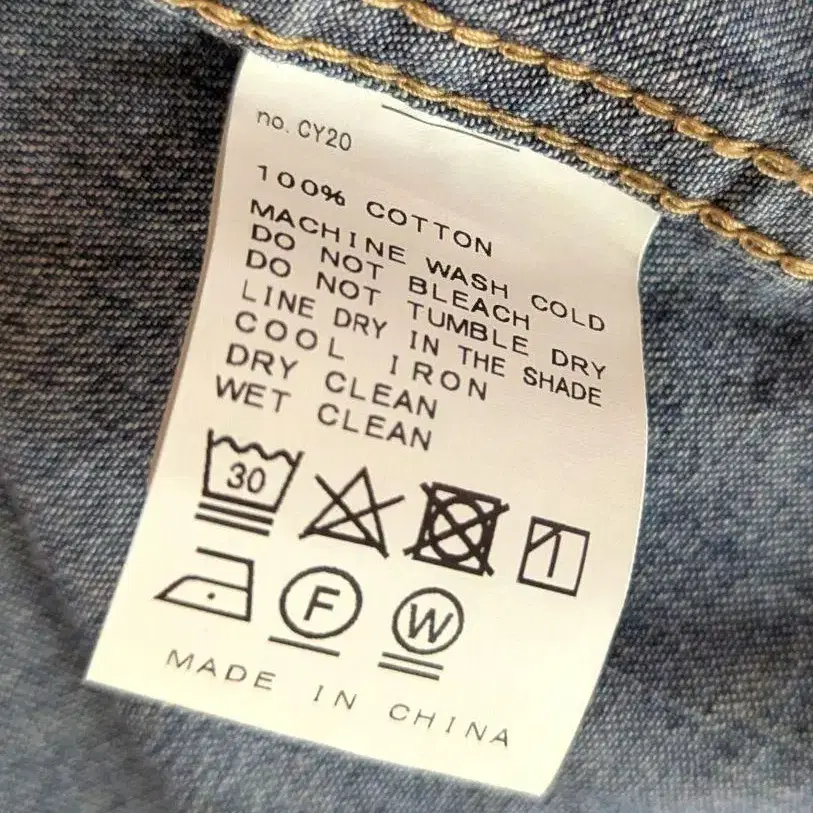 no. CY20
100% COTTON
MACHINE WASH COLD
DO NOT BLEACH
DO NOT TUMBLE DRY
LINE DRY IN THE SHADE
COOL IRON
DRY CLEAN
WET CLEAN
30
F W
MADE IN CHINA